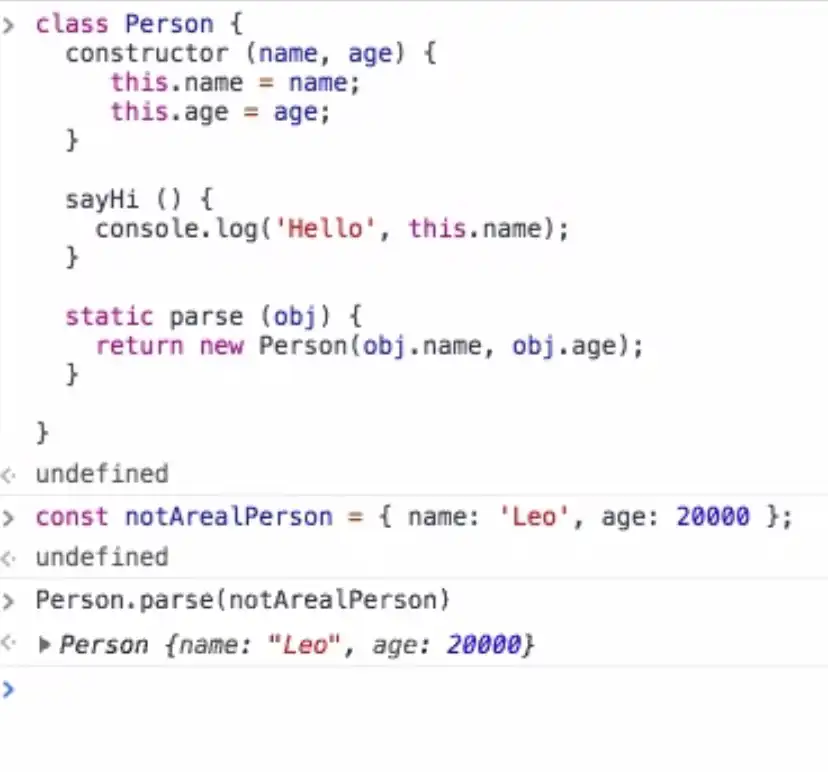 class Person {
constructor (name, age) {
this.name = name;
this.age = age;
}
sayHi () {
console.log('Hello', this.name);
}
static parse (obj) {
return new Person(obj.name, obj.age);
}
}
undefined
const notArealPerson = { name: 'Leo', age: 20000 };
undefined
Person.parse(notArealPerson)
Person {name: "Leo", age: 20000}